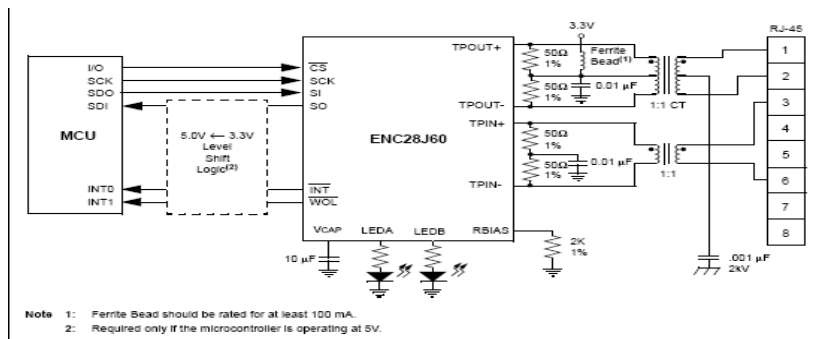 3.3V
RJ-45
TPOUT+
50Ω
1%
Ferrite
Bead(1)
1
I/O
SCK
SDO
SDI
CS
SCK
SI
SO
50Ω
1%
0.01 µF
2
TPOUT-
1:1 CT
3
MCU
5.0V ← 3.3V
Level
Shift
Logic(2)
ENC28J60
TPIN+
50Ω
1%
4
50Ω
1%
0.01 µF
5
1:1
INT0
INT1
INT
WOL
TPIN-
6
7
VCAP
LEDA
LEDB
RBIAS
8
10 µF
2K
1%
.001 µF
2kV
Note 1: Ferrite Bead should be rated for at least 100 mA.
2: Required only if the microcontroller is operating at 5V.